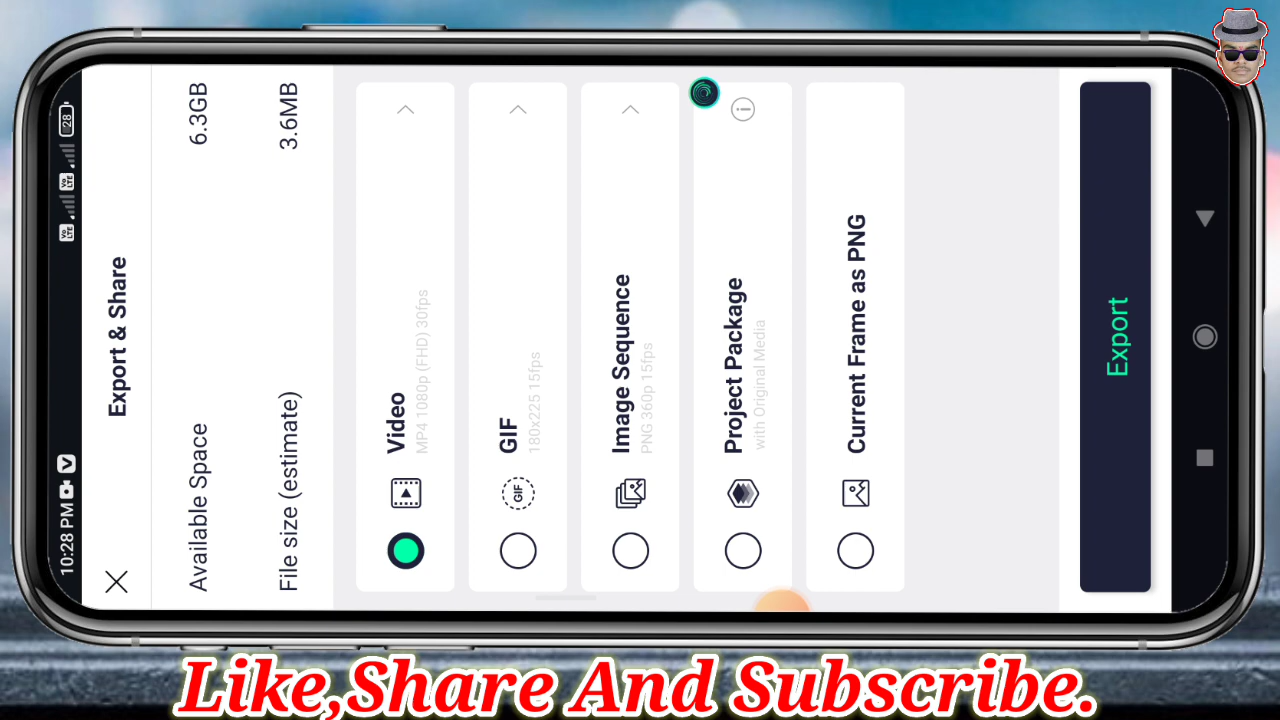 10:28 PM
28
Export & Share
Available Space 6.3GB
File size (estimate) 3.6MB
Video
MP4 1080p (FHD) 30fps
GIF
GIF
180x225 15fps
Image Sequence
PNG 360p 15fps
Project Package
with Original Media
Current Frame as PNG
Export
Like,Share And Subscribe.